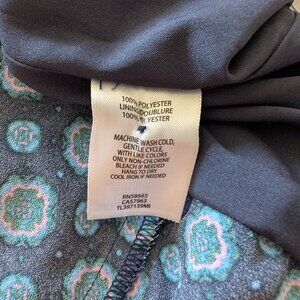 100% POLYESTER
LINING/DOUBLURE
100% POLYESTER
MACHINE WASH COLD,
GENTLE CYCLE,
WITH LIKE COLORS
ONLY NON-CHLORINE
BLEACH IF NEEDED
HANG TO DRY
COOL IRON IF NEEDED
RN58665
CA57963
TL397139MI